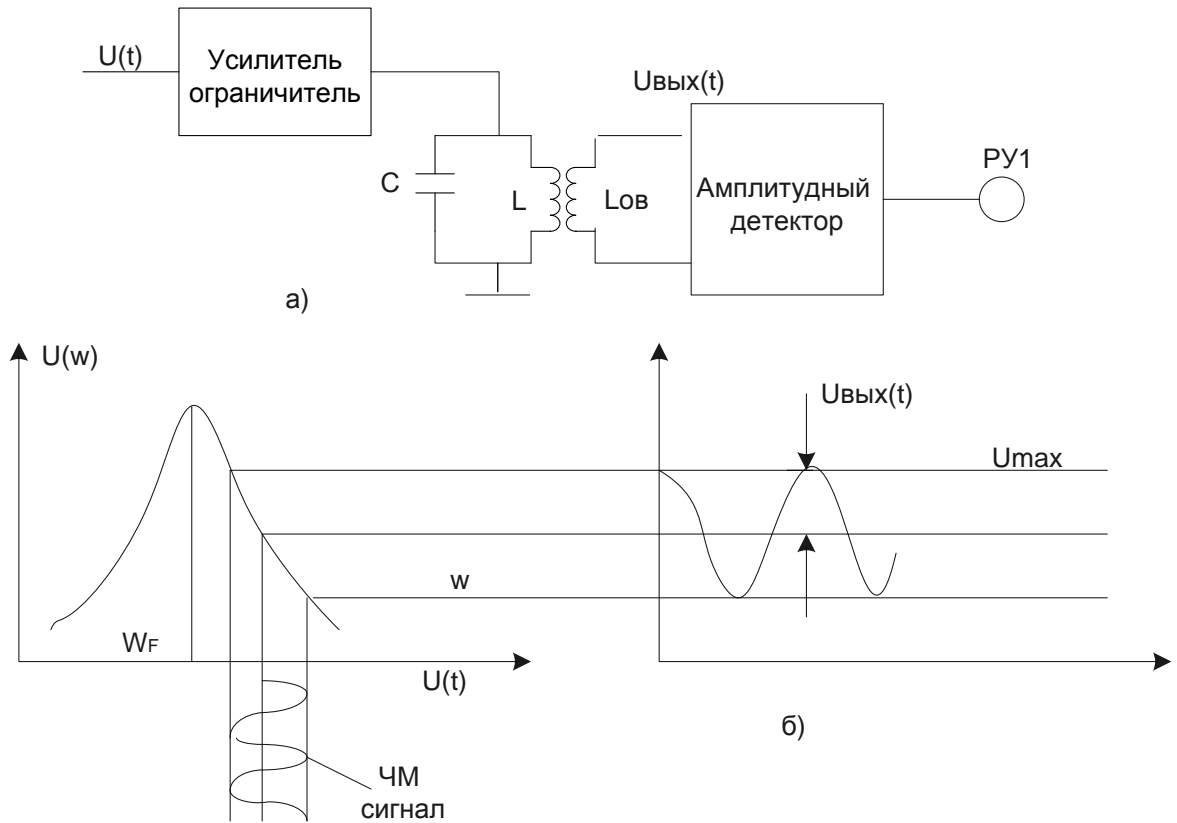 U(t)
Усилитель
ограничитель
Uвых(t)
C
L
Lов
Амплитудный
детектор
РУ1
а)
U(w)
Uвых(t)
Umax
w
WF
U(t)
б)
ЧМ
сигнал